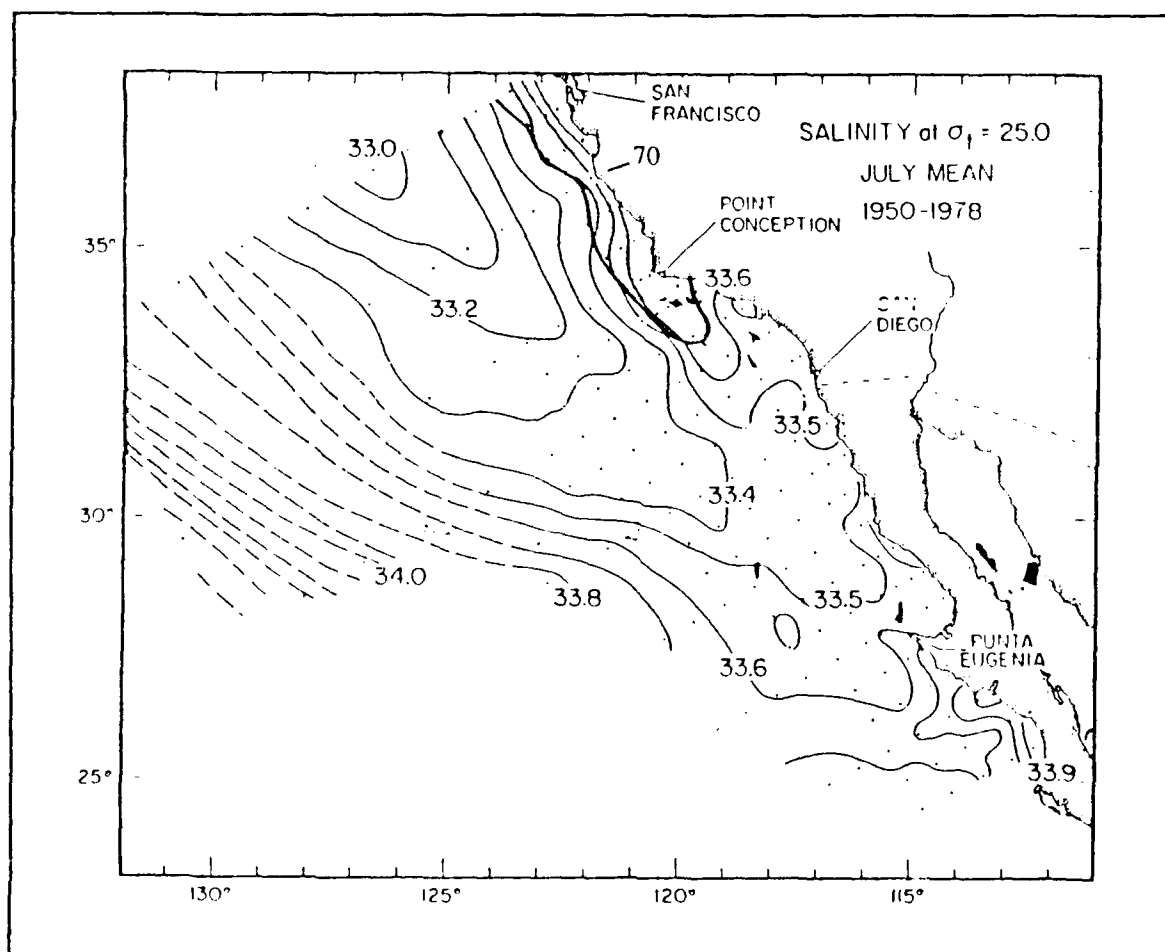 SAN
FRANCISCO
SALINITY at σt = 25.0
JULY MEAN
1950-1978
33.0
70
POINT
CONCEPTION
35°
33.6
33.2
DIEGO
33.5
33.4
30°
34.0
33.8
33.5
PUNTA
EUGENIA
33.6
25°
33.9
130°
125°
120°
115°